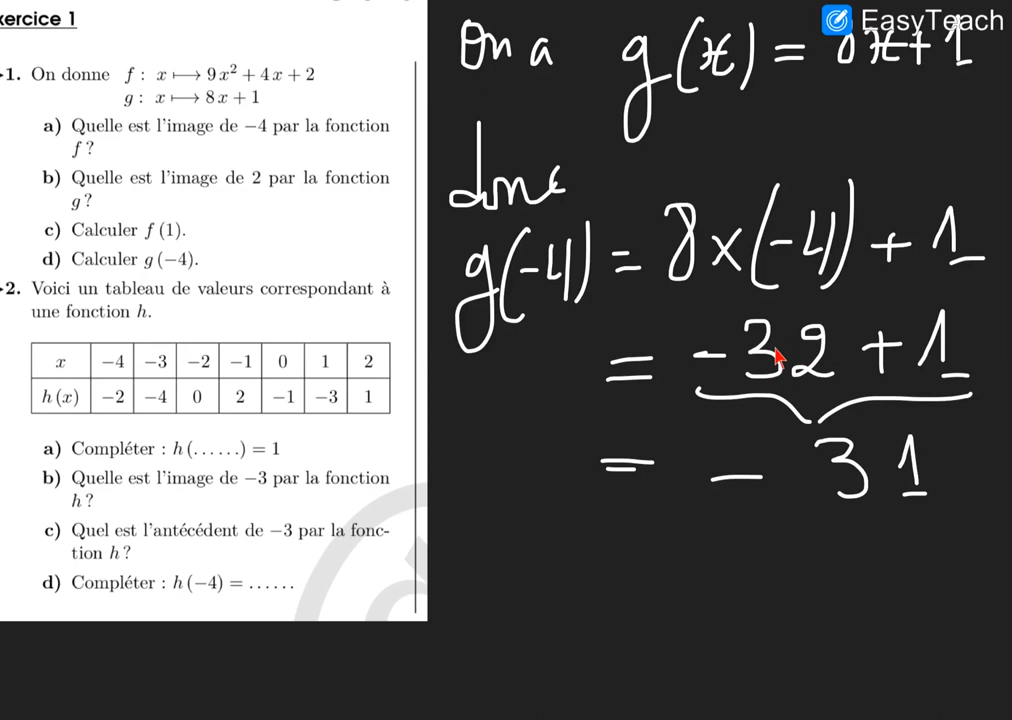 xercice 1
1. On donne f : x ⟼ 9x² + 4x + 2
g : x ⟼ 8x + 1
a) Quelle est l'image de −4 par la fonction
f ?
b) Quelle est l'image de 2 par la fonction
g ?
c) Calculer f (1).
d) Calculer g (−4).
2. Voici un tableau de valeurs correspondant à
une fonction h.
x −4 −3 −2 −1 0 1 2
h (x) −2 −4 0 2 −1 −3 1
a) Compléter : h (......) = 1
b) Quelle est l'image de −3 par la fonction
h ?
c) Quel est l'antécédent de −3 par la fonc-
tion h ?
d) Compléter : h (−4) = ......
EasyTeach
On a g(x) = 8x + 1
donc
g(-4) = 8 × (-4) + 1
= -32 + 1
= - 31